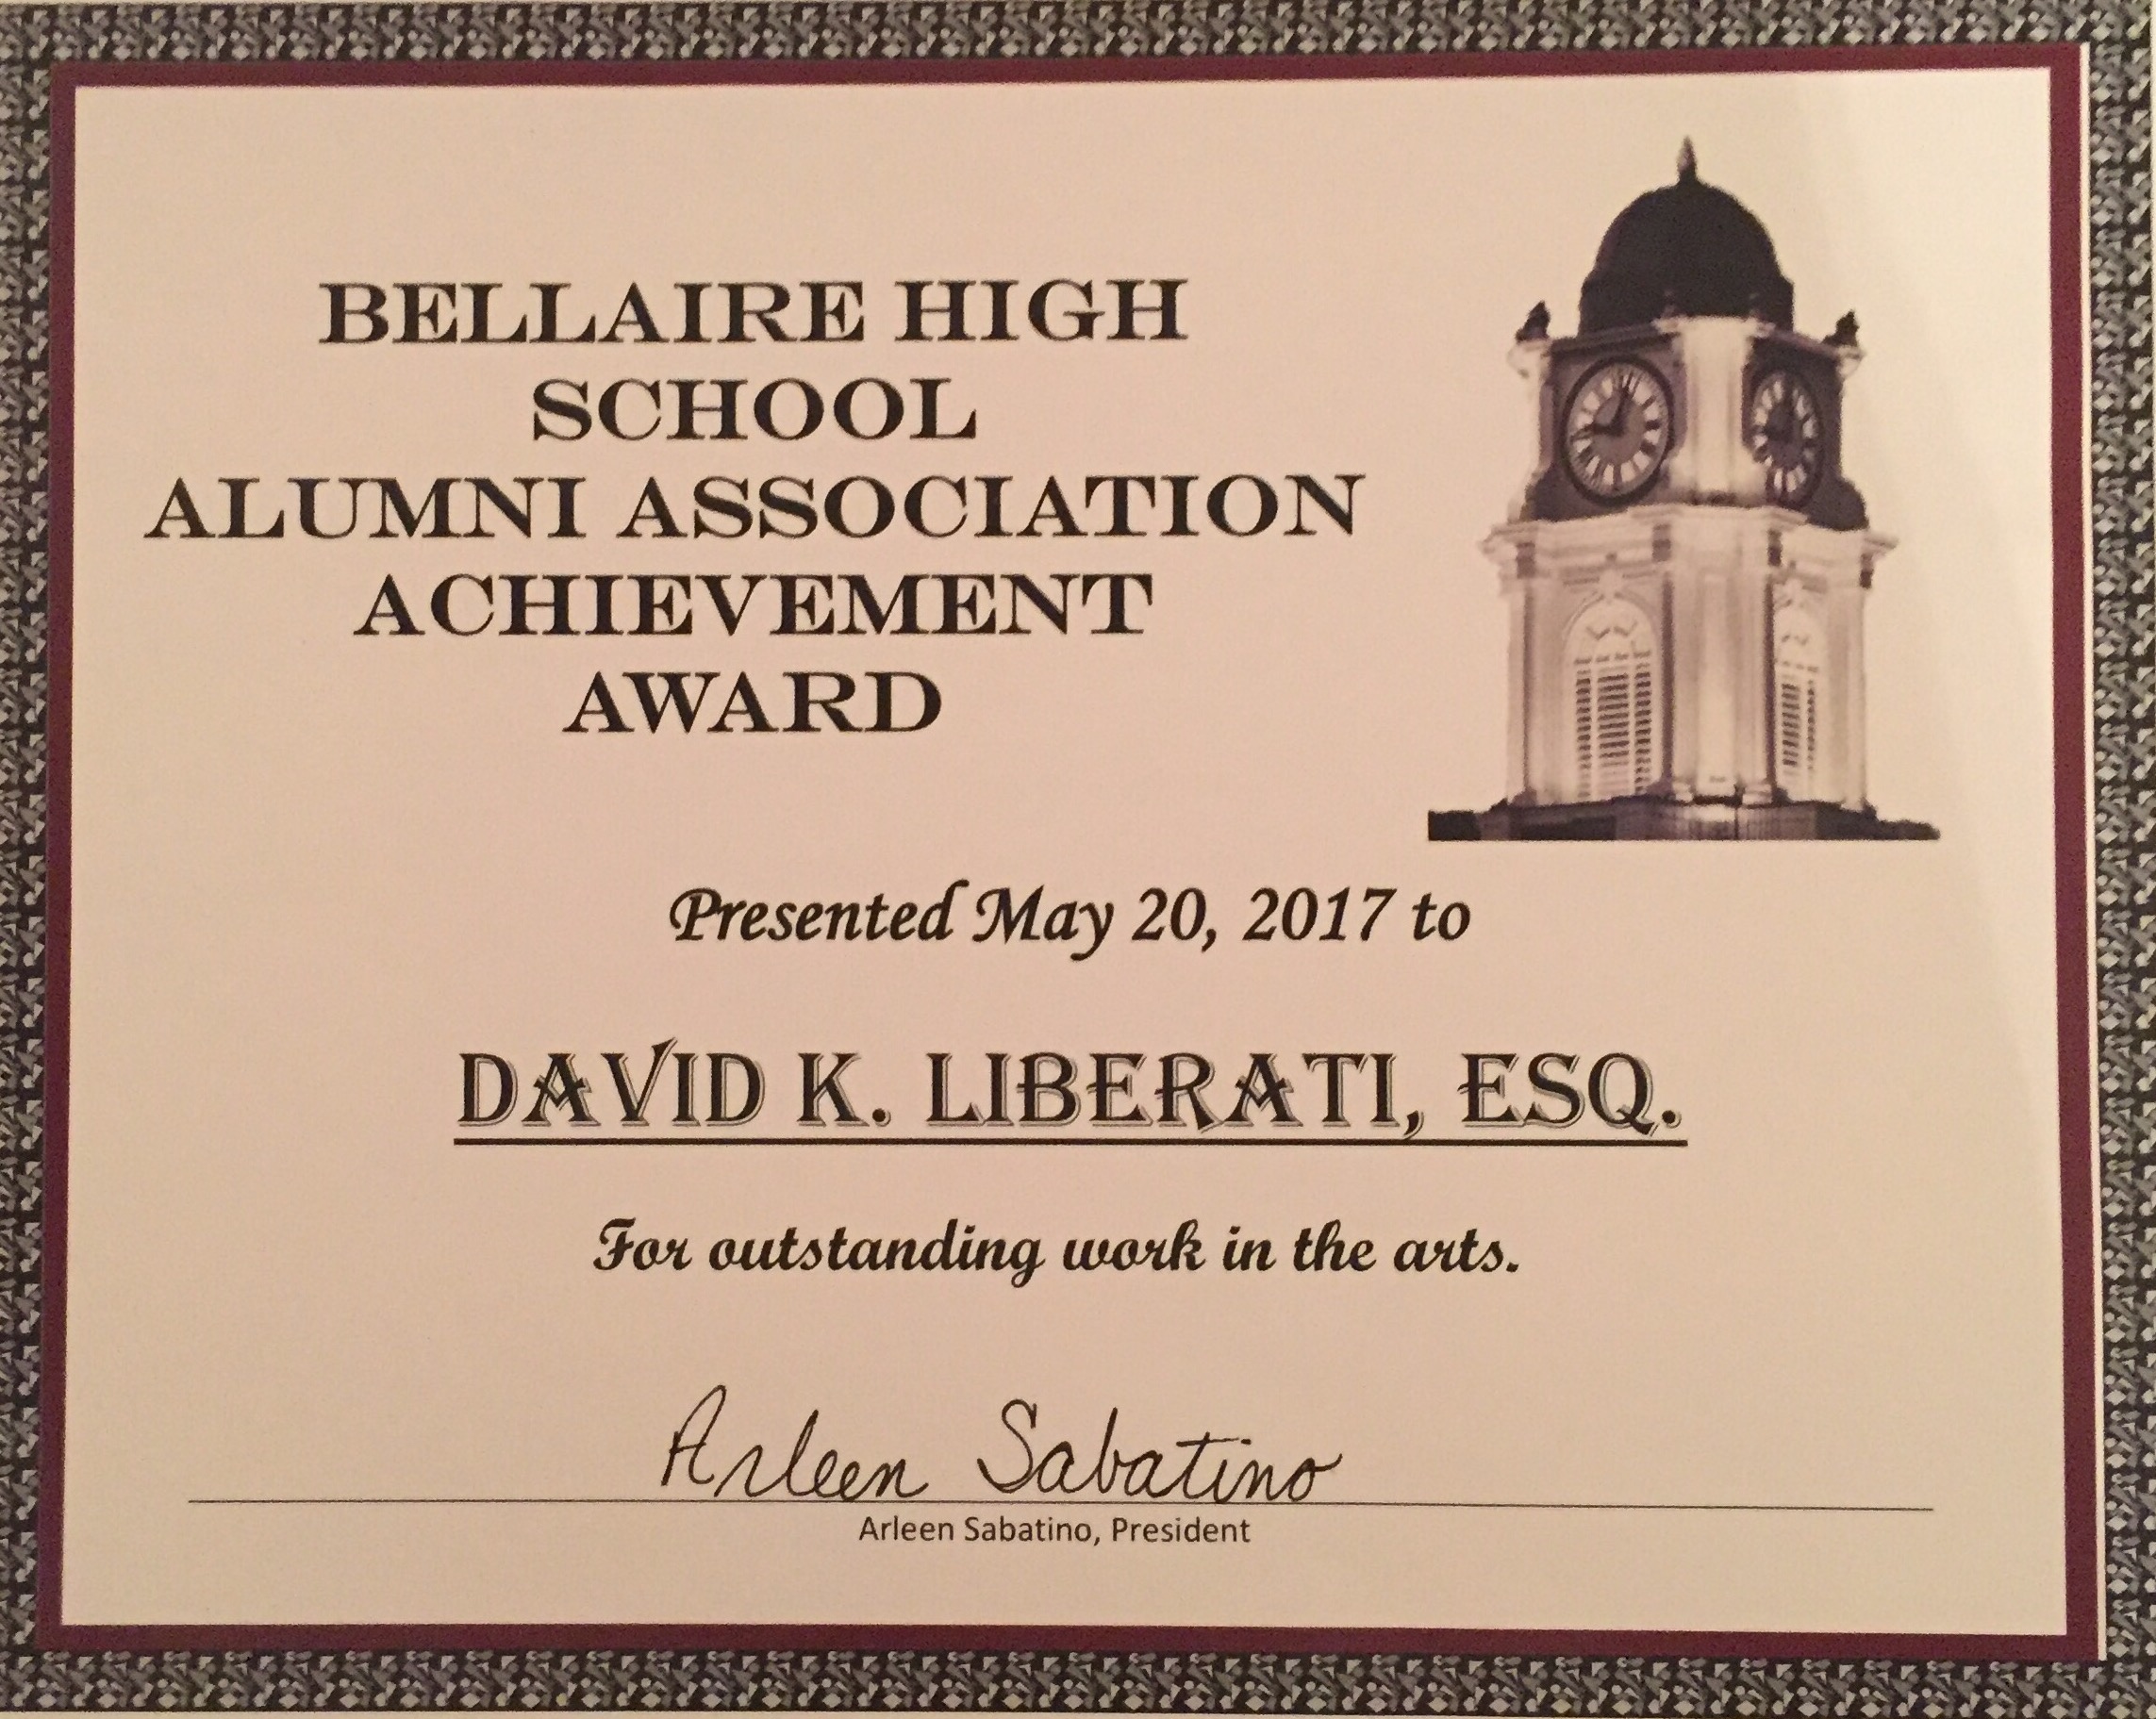 BELLAIRE HIGH
SCHOOL
ALUMNI ASSOCIATION
ACHIEVEMENT
AWARD
Presented May 20, 2017 to
DAVID K. LIBERATI, ESQ.
For outstanding work in the arts.
Arleen Sabatino
Arleen Sabatino, President